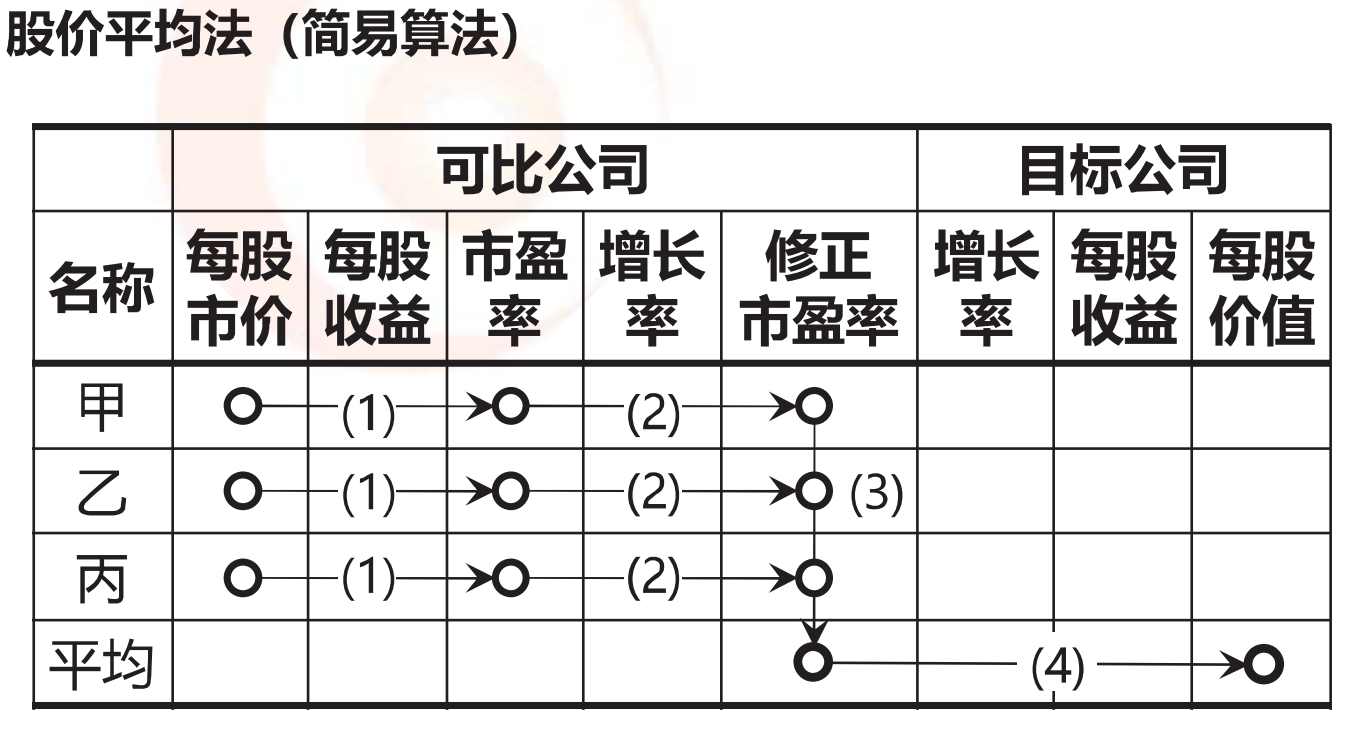 股价平均法（简易算法）
可比公司 目标公司
名称 每股市价 每股收益 市盈率 增长率 修正市盈率 增长率 每股收益 每股价值
甲 (1) (2)
乙 (1) (2) (3)
丙 (1) (2)
平均 (4)